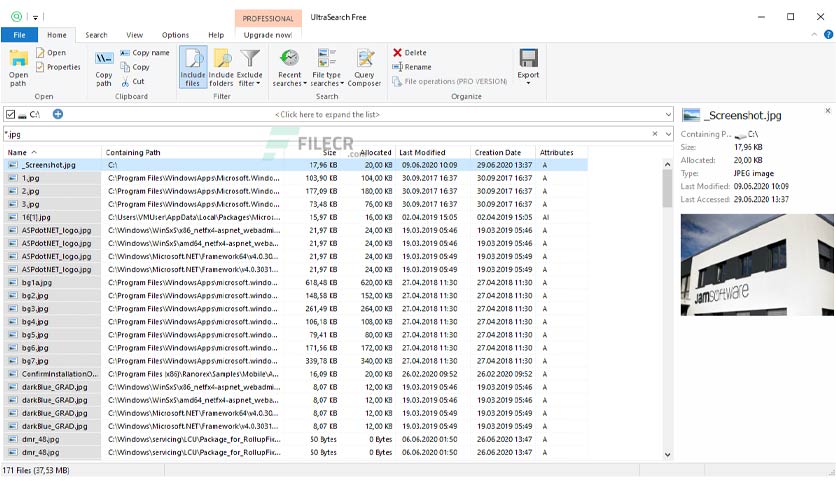 PROFESSIONAL
UltraSearch Free
File Home Search View Options Help Upgrade now!
Open
path
Open
Properties
Open
Copy
path
Copy name
Copy
Cut
Clipboard
Include
files
Include
folders
Exclude
filter
Filter
Recent
searches
File type
searches
Query
Composer
Search
Delete
Rename
File operations (PRO VERSION)
Organize
Export
C:\
<Click here to expand the list>
*.jpg
FILECR
.com
Name Containing Path Size Allocated Last Modified Creation Date Attributes
_Screenshot.jpg C:\ 17,96 KB 20,00 KB 09.06.2020 10:09 29.06.2020 13:37 A
1.jpg C:\Program Files\WindowsApps\Microsoft.Windo... 103,90 KB 104,00 KB 30.09.2017 16:37 30.09.2017 16:37 A
2.jpg C:\Program Files\WindowsApps\Microsoft.Windo... 177,09 KB 180,00 KB 30.09.2017 16:37 30.09.2017 16:37 A
3.jpg C:\Program Files\WindowsApps\Microsoft.Windo... 73,48 KB 76,00 KB 30.09.2017 16:37 30.09.2017 16:37 A
16[1].jpg C:\Users\VMUser\AppData\Local\Packages\Micros... 15,97 KB 16,00 KB 02.04.2019 15:05 02.04.2019 15:05 AI
ASPdotNET_logo.jpg C:\Windows\WinSxS\x86_netfx4-aspnet_webadmi... 21,97 KB 24,00 KB 19.03.2019 05:46 19.03.2019 05:46 A
ASPdotNET_logo.jpg C:\Windows\WinSxS\amd64_netfx4-aspnet_weba... 21,97 KB 24,00 KB 19.03.2019 05:49 19.03.2019 05:49 A
ASPdotNET_logo.jpg C:\Windows\Microsoft.NET\Framework64\v4.0.30... 21,97 KB 24,00 KB 19.03.2019 05:49 19.03.2019 05:49 A
ASPdotNET_logo.jpg C:\Windows\Microsoft.NET\Framework\v4.0.3031... 21,97 KB 24,00 KB 19.03.2019 05:46 19.03.2019 05:46 A
bg1a.jpg C:\Program Files\WindowsApps\microsoft.windo... 618,48 KB 620,00 KB 27.04.2018 11:30 27.04.2018 11:30 A
bg2.jpg C:\Program Files\WindowsApps\microsoft.windo... 148,58 KB 152,00 KB 27.04.2018 11:30 27.04.2018 11:30 A
bg3.jpg C:\Program Files\WindowsApps\microsoft.windo... 261,49 KB 264,00 KB 27.04.2018 11:30 27.04.2018 11:30 A
bg4.jpg C:\Program Files\WindowsApps\microsoft.windo... 106,18 KB 108,00 KB 27.04.2018 11:30 27.04.2018 11:30 A
bg5.jpg C:\Program Files\WindowsApps\microsoft.windo... 79,41 KB 80,00 KB 27.04.2018 11:30 27.04.2018 11:30 A
bg6.jpg C:\Program Files\WindowsApps\microsoft.windo... 171,56 KB 172,00 KB 27.04.2018 11:30 27.04.2018 11:30 A
bg7.jpg C:\Program Files\WindowsApps\microsoft.windo... 339,78 KB 340,00 KB 27.04.2018 11:30 27.04.2018 11:30 A
ConfirmInstallationO... C:\Program Files (x86)\Ranorex\Samples\Mobile\A... 16,09 KB 20,00 KB 26.02.2020 09:52 26.02.2020 09:52 A
darkBlue_GRAD.jpg C:\Windows\WinSxS\x86_netfx4-aspnet_webadmi... 8,07 KB 12,00 KB 19.03.2019 05:46 19.03.2019 05:46 A
darkBlue_GRAD.jpg C:\Windows\WinSxS\amd64_netfx4-aspnet_weba... 8,07 KB 12,00 KB 19.03.2019 05:49 19.03.2019 05:49 A
darkBlue_GRAD.jpg C:\Windows\Microsoft.NET\Framework64\v4.0.30... 8,07 KB 12,00 KB 19.03.2019 05:49 19.03.2019 05:49 A
darkBlue_GRAD.jpg C:\Windows\Microsoft.NET\Framework\v4.0.3031... 8,07 KB 12,00 KB 19.03.2019 05:46 19.03.2019 05:46 A
dmr_48.jpg C:\Windows\servicing\LCU\Package_for_RollupFix... 50 Bytes 0 Bytes 06.06.2020 01:50 26.06.2020 13:47 A
dmr_48.jpg C:\Windows\servicing\LCU\Package_for_RollupFix... 50 Bytes 0 Bytes 06.06.2020 01:50 26.06.2020 13:47 A
_Screenshot.jpg
Containing P... C:\
Size: 17,96 KB
Allocated: 20,00 KB
Type: JPEG image
Last Modified: 09.06.2020 10:09
Last Accessed: 29.06.2020 13:37
Jamsoftware
171 Files (37,53 MB)